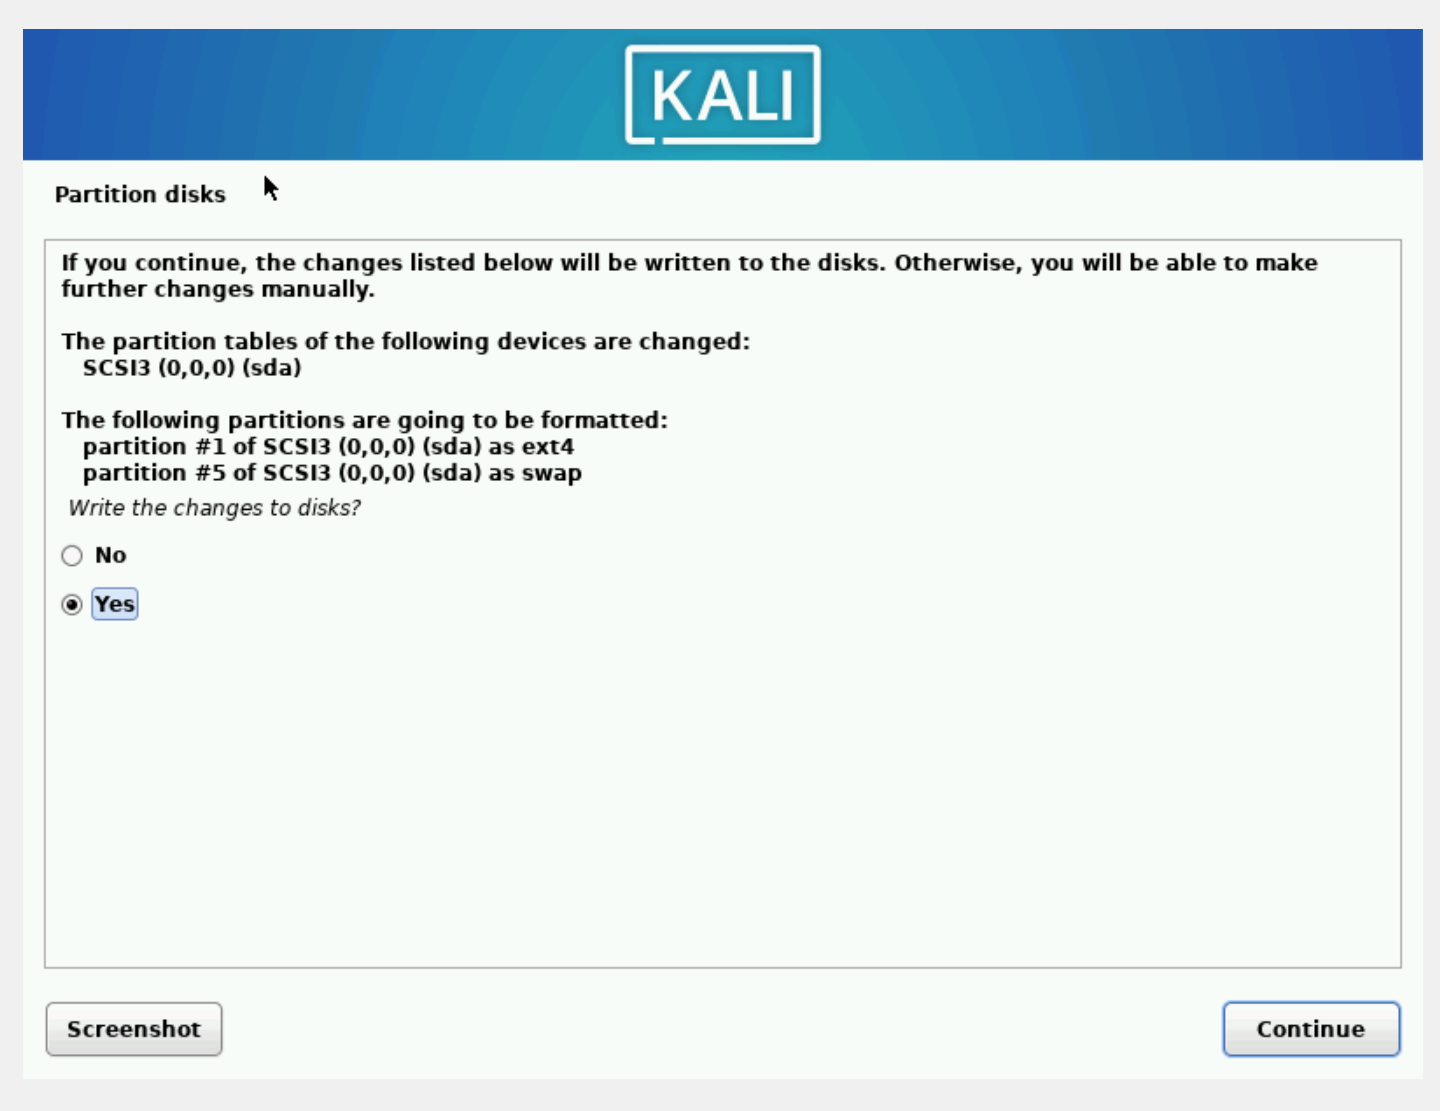 KALI
Partition disks
If you continue, the changes listed below will be written to the disks. Otherwise, you will be able to make
further changes manually.
The partition tables of the following devices are changed:
SCSI3 (0,0,0) (sda)
The following partitions are going to be formatted:
partition #1 of SCSI3 (0,0,0) (sda) as ext4
partition #5 of SCSI3 (0,0,0) (sda) as swap
Write the changes to disks?
No
Yes
Screenshot
Continue